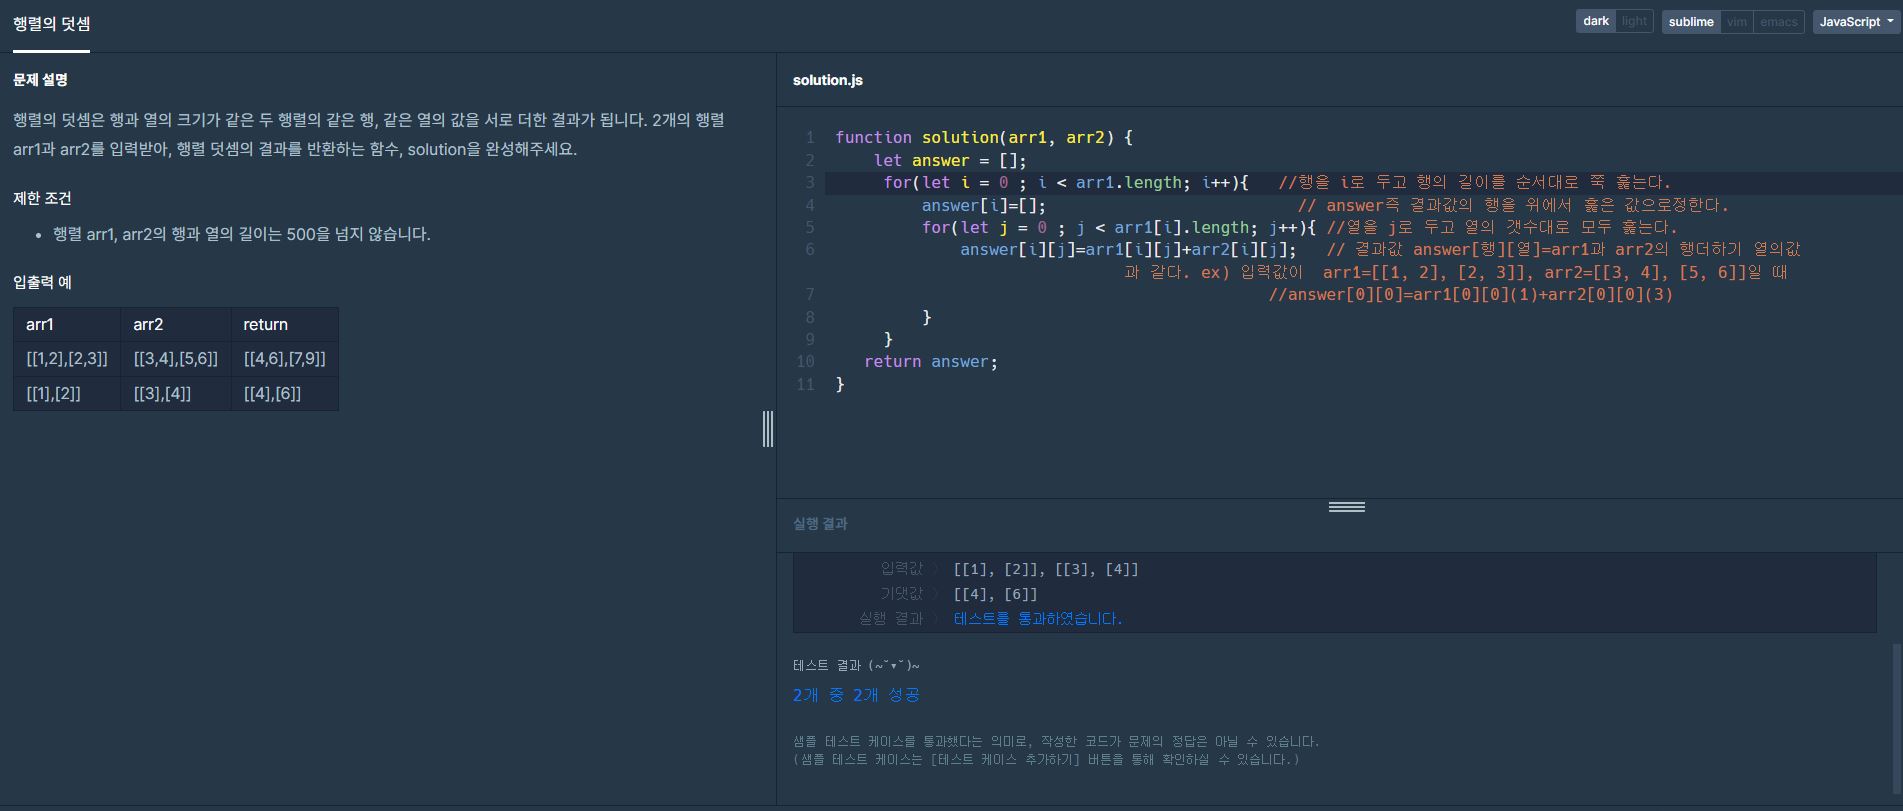 행렬의 덧셈
dark light sublime vim emacs JavaScript
문제 설명
행렬의 덧셈은 행과 열의 크기가 같은 두 행렬의 같은 행, 같은 열의 값을 서로 더한 결과가 됩니다. 2개의 행렬
arr1과 arr2를 입력받아, 행렬 덧셈의 결과를 반환하는 함수, solution을 완성해주세요.
제한 조건
• 행렬 arr1, arr2의 행과 열의 길이는 500을 넘지 않습니다.
입출력 예
arr1 arr2 return
[[1,2],[2,3]] [[3,4],[5,6]] [[4,6],[7,9]]
[[1],[2]] [[3],[4]] [[4],[6]]
solution.js
1 function solution(arr1, arr2) {
2 let answer = [];
3 for(let i = 0 ; i < arr1.length; i++){ //행을 i로 두고 행의 길이를 순서대로 쭉 훑는다.
4 answer[i]=[]; // answer즉 결과값의 행을 위에서 훑은 값으로정한다.
5 for(let j = 0 ; j < arr1[i].length; j++){ //열을 j로 두고 열의 갯수대로 모두 훑는다.
6 answer[i][j]=arr1[i][j]+arr2[i][j]; // 결과값 answer[행][열]=arr1과 arr2의 행더하기 열의값
과 같다. ex) 입력값이 arr1=[[1, 2], [2, 3]], arr2=[[3, 4], [5, 6]]일 때
7 //answer[0][0]=arr1[0][0](1)+arr2[0][0](3)
8 }
9 }
10 return answer;
11 }
실행 결과
입력값 〉 [[1], [2]], [[3], [4]]
기댓값 〉 [[4], [6]]
실행 결과 〉 테스트를 통과하였습니다.
테스트 결과 (~˘▾˘)~
2개 중 2개 성공
샘플 테스트 케이스를 통과했다는 의미로, 작성한 코드가 문제의 정답은 아닐 수 있습니다.
(샘플 테스트 케이스는 [테스트 케이스 추가하기] 버튼을 통해 확인하실 수 있습니다.)